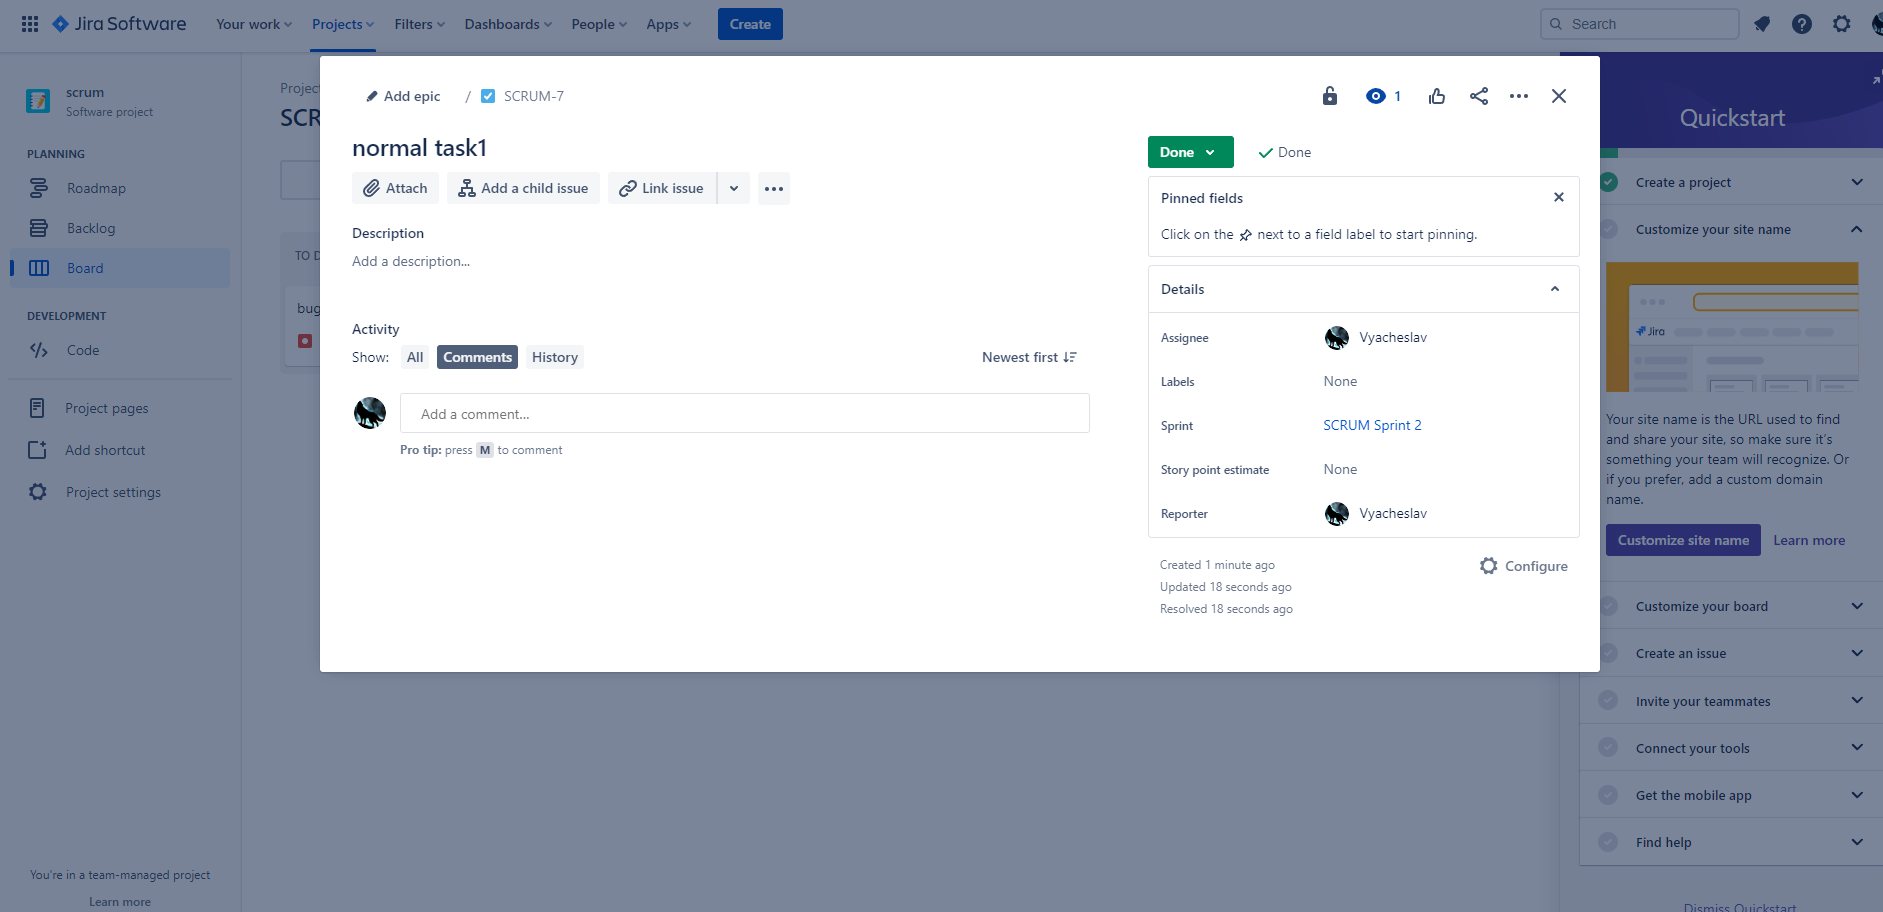 Jira Software
Your work
Projects
Filters
Dashboards
People
Apps
Create
Search
scrum
Software project
PLANNING
Roadmap
Backlog
Board
DEVELOPMENT
Code
Project pages
Add shortcut
Project settings
You're in a team-managed project
Learn more
Project
SCR
TO D
bug
Add epic
/
SCRUM-7
1
normal task1
Attach
Add a child issue
Link issue
Description
Add a description...
Activity
Show:
All
Comments
History
Newest first
Add a comment...
Pro tip: press M to comment
Done
Done
Pinned fields
Click on the next to a field label to start pinning.
Details
Assignee
Vyacheslav
Labels
None
Sprint
SCRUM Sprint 2
Story point estimate
None
Reporter
Vyacheslav
Created 1 minute ago
Updated 18 seconds ago
Resolved 18 seconds ago
Configure
Quickstart
Create a project
Customize your site name
Jira
Your site name is the URL used to find
and share your site, so make sure it's
something your team will recognize. Or
if you prefer, add a custom domain
name.
Customize site name
Learn more
Customize your board
Create an issue
Invite your teammates
Connect your tools
Get the mobile app
Find help
Dismiss Quickstart